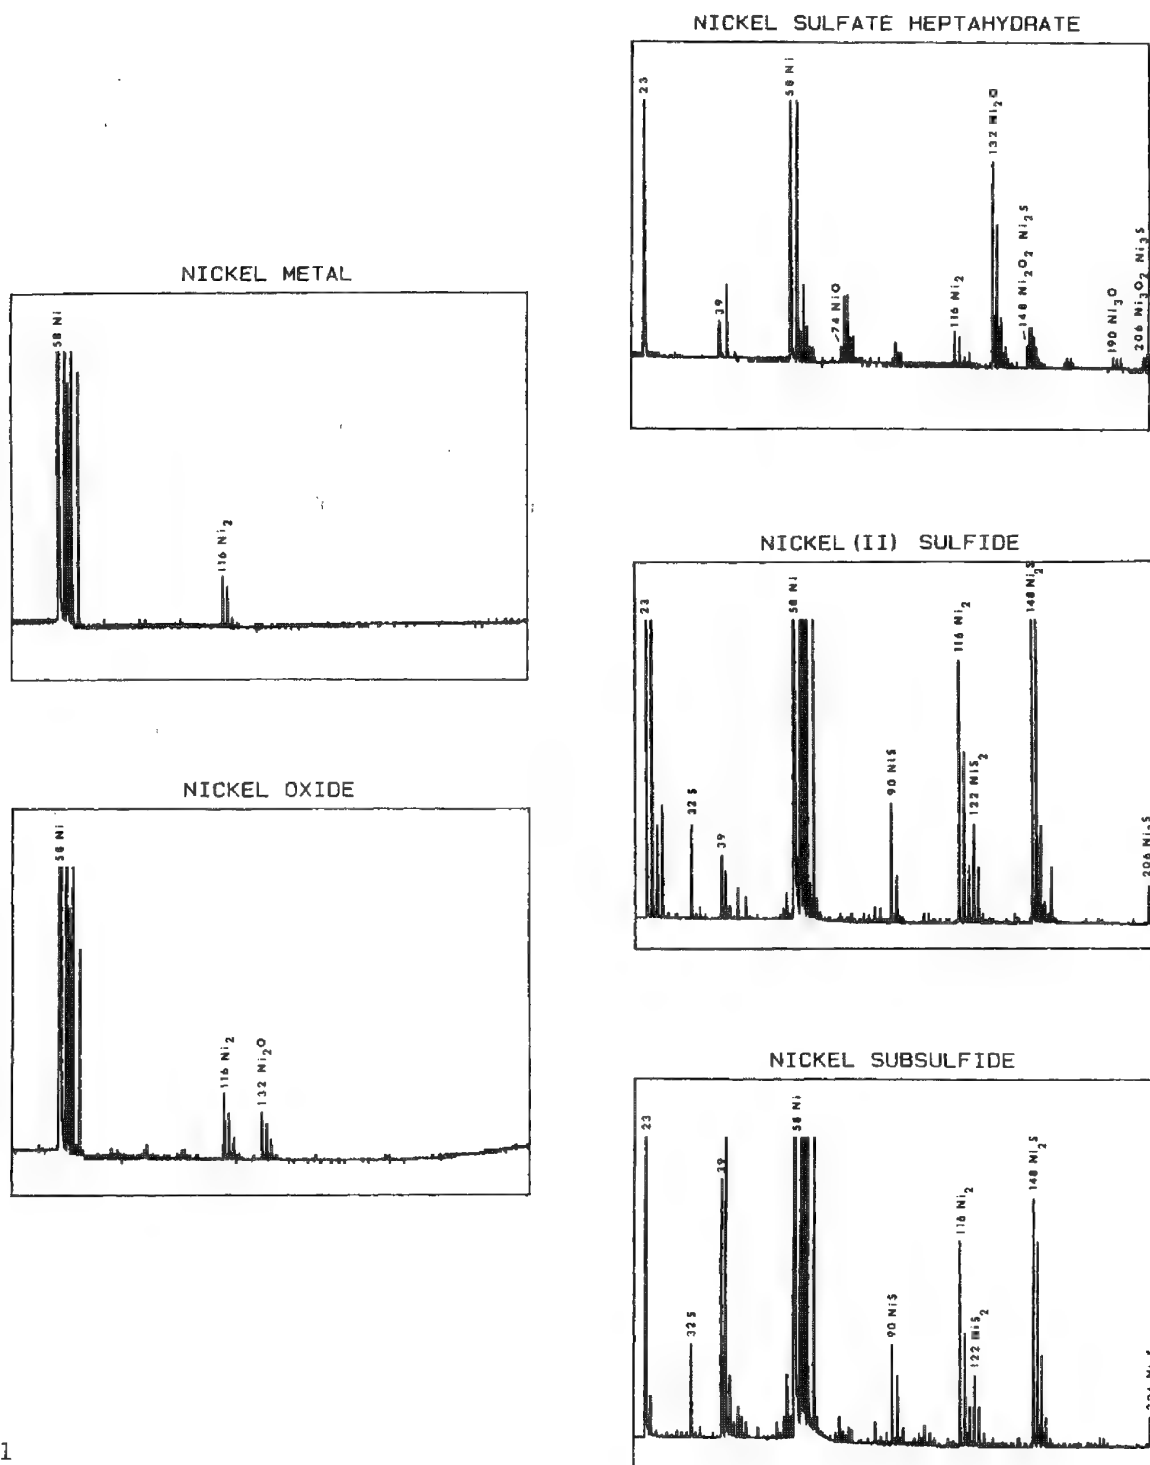 NICKEL METAL
58 Ni
116 Ni₂
NICKEL OXIDE
58 Ni
116 Ni₂
132 Ni₂O
1
NICKEL SULFATE HEPTAHYDRATE
23
39
58 Ni
74 NiO
116 Ni₂
132 Ni₂O
148 Ni₂O₂ Ni₂S
190 Ni₃O
206 Ni₃O₂ Ni₃S
NICKEL(II) SULFIDE
23
32 S
39
58 Ni
90 NiS
116 Ni₂
122 NiS₂
148 Ni₂S
NICKEL SUBSULFIDE
23
32 S
39
58 Ni
90 NiS
116 Ni₂
122 NiS₂
148 Ni₂S